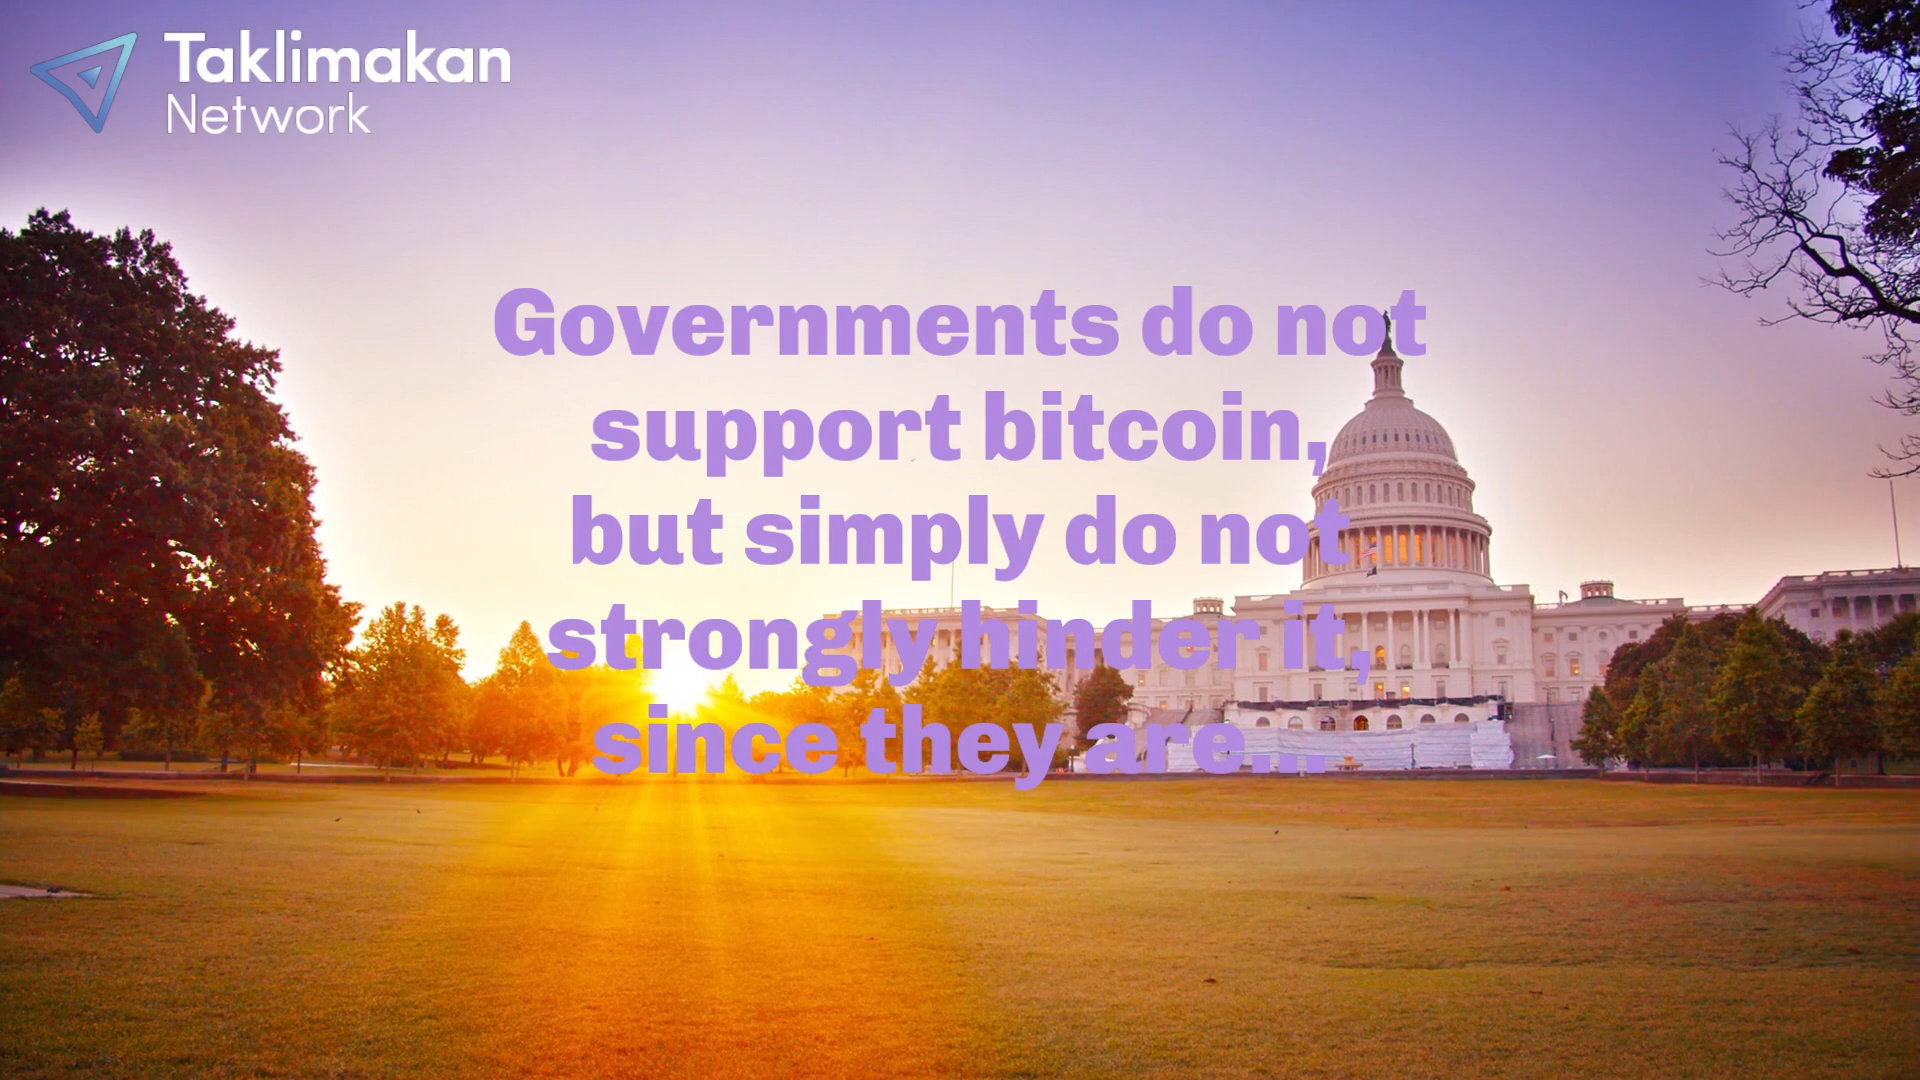 Taklimakan
Network
Governments do not
support bitcoin,
but simply do not
strongly hinder it,
since they are...